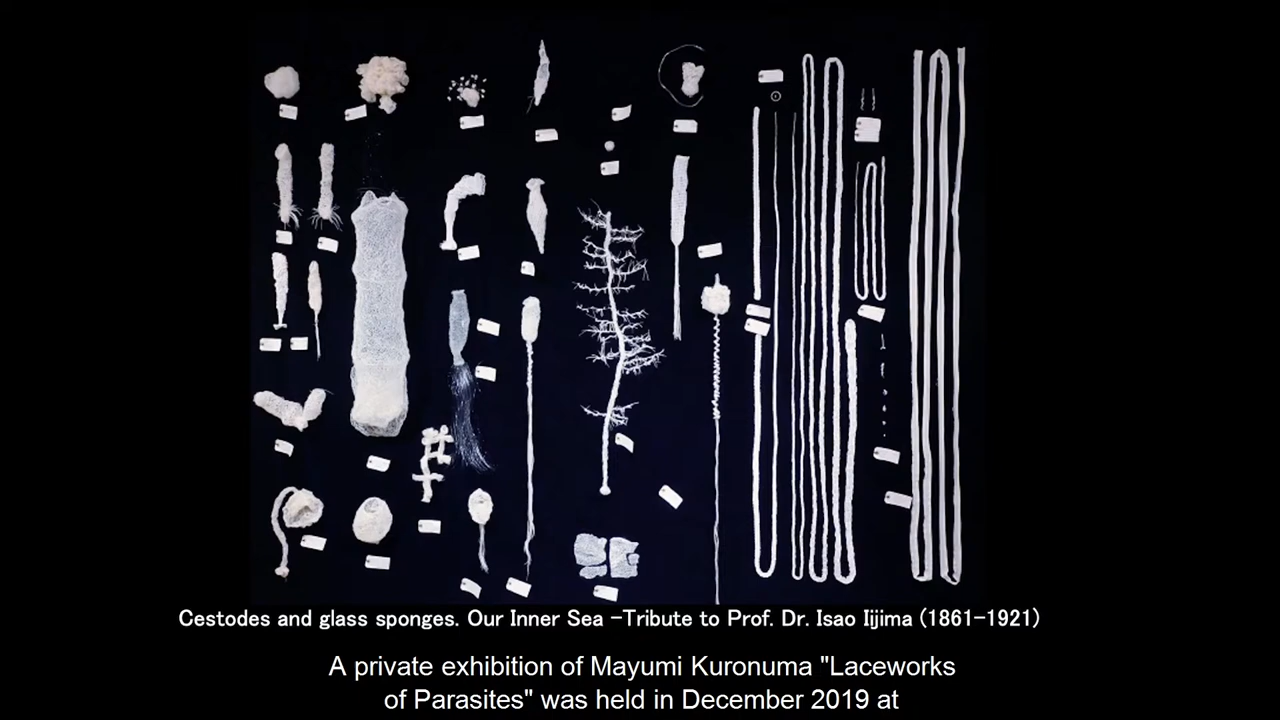 Cestodes and glass sponges. Our Inner Sea -Tribute to Prof. Dr. Isao Iijima (1861-1921)
A private exhibition of Mayumi Kuronuma "Laceworks
of Parasites" was held in December 2019 at